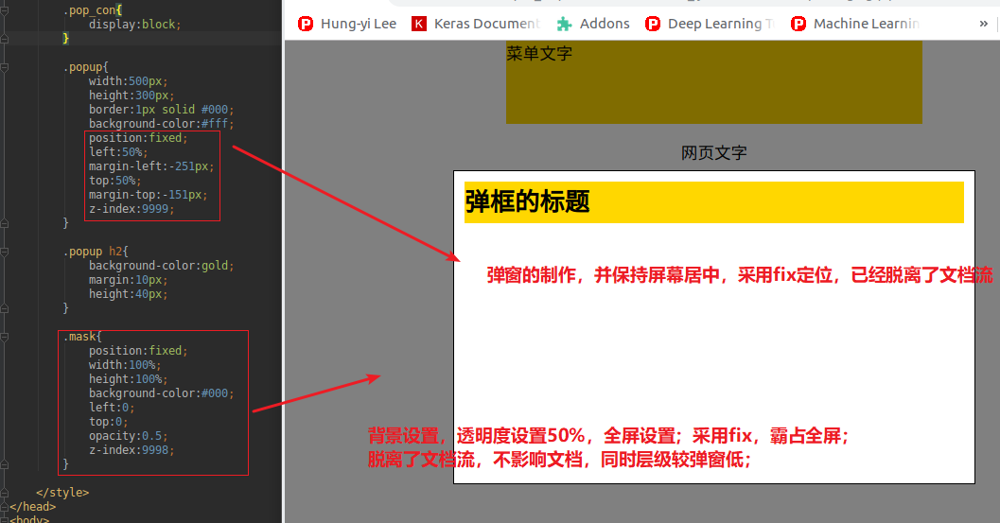 .pop_con{
display:block;
}
.popup{
width:500px;
height:300px;
border:1px solid #000;
background-color:#fff;
position:fixed;
left:50%;
margin-left:-251px;
top:50%;
margin-top:-151px;
z-index:9999;
}
.popup h2{
background-color:gold;
margin:10px;
height:40px;
}
.mask{
position:fixed;
width:100%;
height:100%;
background-color:#000;
left:0;
top:0;
opacity:0.5;
z-index:9998;
}
</style>
</head>
<body>
Hung-yi Lee Keras Document Addons Deep Learning Machine Learnin »
菜单文字
网页文字
弹框的标题
弹窗的制作，并保持屏幕居中，采用fix定位，已经脱离了文档流
背景设置，透明度设置50%，全屏设置；采用fix，霸占全屏；
脱离了文档流，不影响文档，同时层级较弹窗低；